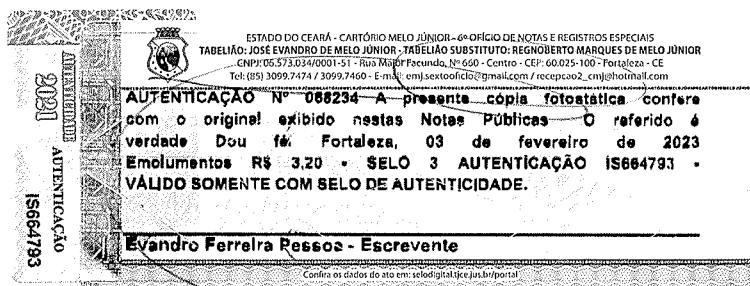 ESTADO DO CEARÁ - CARTÓRIO MELO JÚNIOR - 6º OFÍCIO DE NOTAS E REGISTROS ESPECIAIS
TABELIÃO: JOSÉ EVANDRO DE MELO JÚNIOR - TABELIÃO SUBSTITUTO: REGNOBERTO MARQUES DE MELO JÚNIOR
CNPJ: 06.573.034/0001-51 - Rua Major Facundo, Nº 660 - Centro - CEP: 60.025-100 - Fortaleza - CE
Tel: (85) 3099.7474 / 3099.7460 - E-mail: emj.sextooficio@gmail.com / recepcao2_cmj@hotmail.com
AUTENTICAÇÃO Nº 068234 A presente cópia fotostática confere
com o original exibido nestas Notas Públicas O referido é
verdade Dou fé. Fortaleza, 03 de fevereiro de 2023
Emolumentos R$ 3,20 - SELO 3 AUTENTICAÇÃO IS664793 -
VÁLIDO SOMENTE COM SELO DE AUTENTICIDADE.
Evandro Ferreira Pessoa - Escrevente
Confira os dados do ato em: selodigital.tjce.jus.br/portal
AUTENTICIDADE
2021
AUTENTICAÇÃO
IS664793